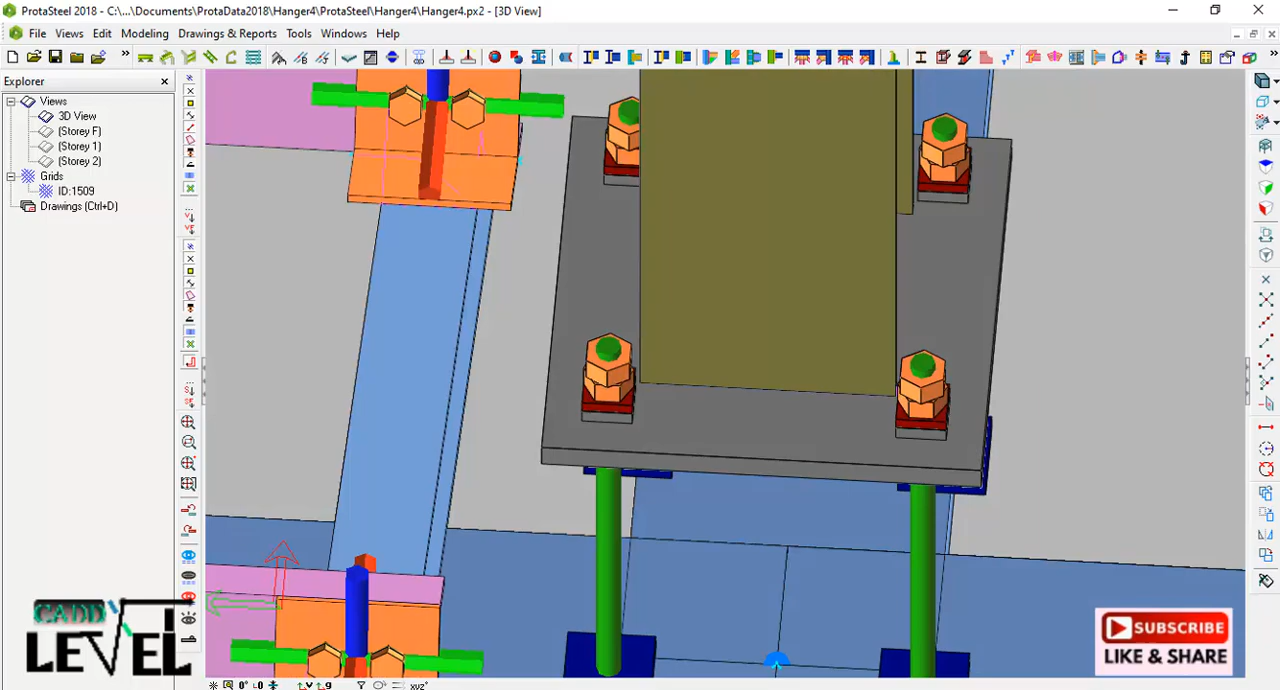 ProtaSteel 2018 - C:\...\Documents\ProtaData2018\Hanger4\ProtaSteel\Hanger4\Hanger4.px2 - [3D View]
File Views Edit Modeling Drawings & Reports Tools Windows Help
Explorer
Views
3D View
(Storey F)
(Storey 1)
(Storey 2)
Grids
ID:1509
Drawings (Ctrl+D)
CADD
LEVEL
SUBSCRIBE
LIKE & SHARE